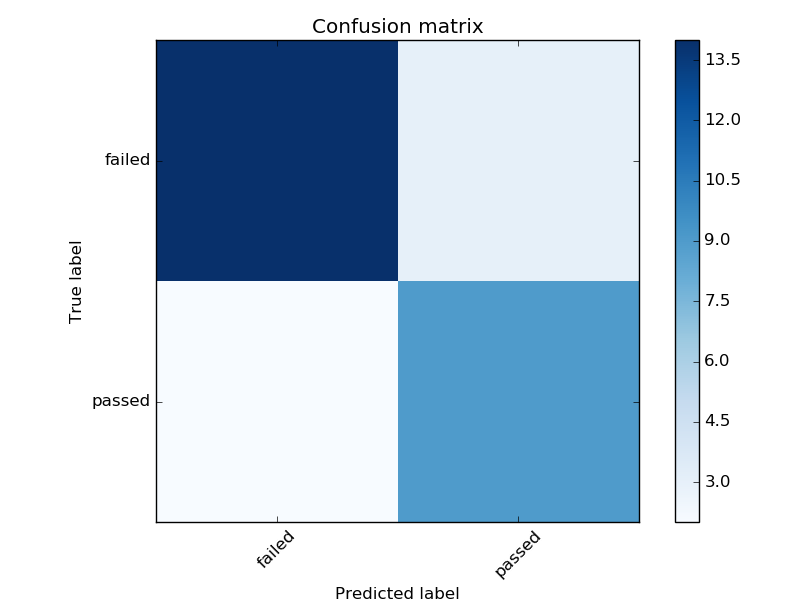 Confusion matrix
True label
failed
passed
failed
passed
Predicted label
13.5
12.0
10.5
9.0
7.5
6.0
4.5
3.0